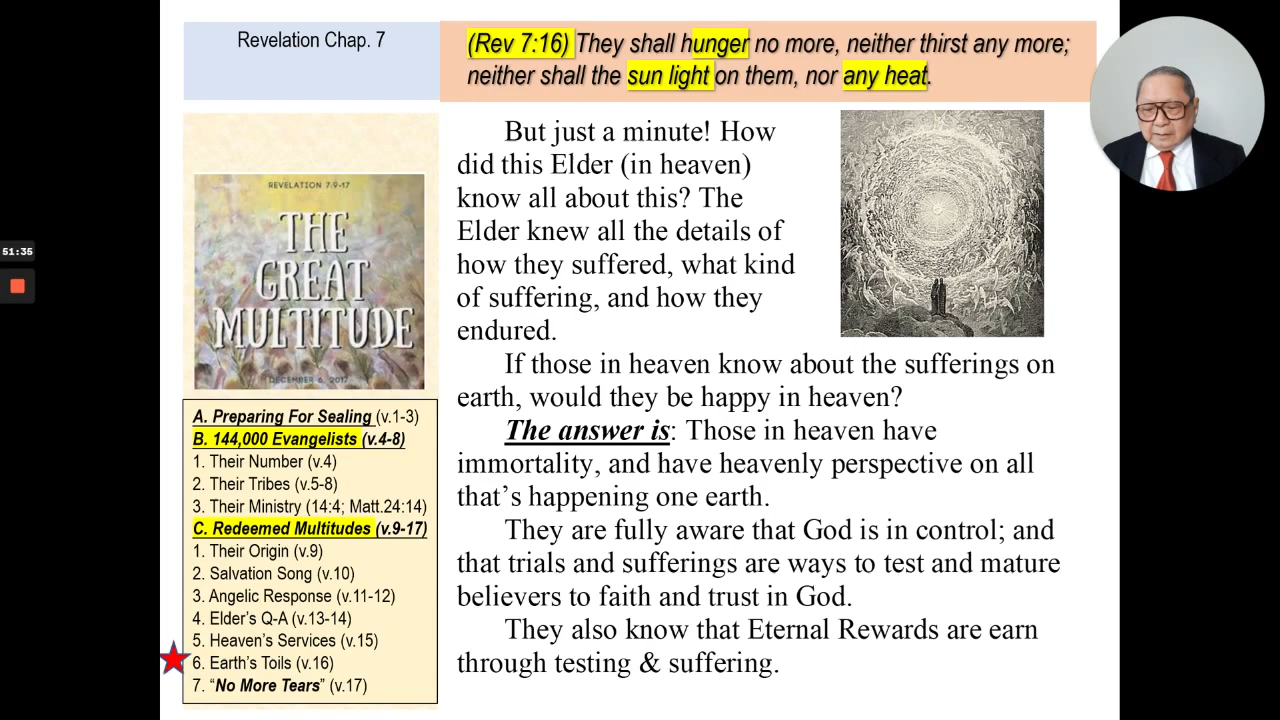 Revelation Chap. 7
(Rev 7:16) They shall hunger no more, neither thirst any more;
neither shall the sun light on them, nor any heat.
51:35
REVELATION 7:9-17
THE
GREAT
MULTITUDE
DECEMBER 6, 2017
A. Preparing For Sealing (v.1-3)
B. 144,000 Evangelists (v.4-8)
1. Their Number (v.4)
2. Their Tribes (v.5-8)
3. Their Ministry (14:4; Matt.24:14)
C. Redeemed Multitudes (v.9-17)
1. Their Origin (v.9)
2. Salvation Song (v.10)
3. Angelic Response (v.11-12)
4. Elder’s Q-A (v.13-14)
5. Heaven’s Services (v.15)
6. Earth’s Toils (v.16)
7. “No More Tears” (v.17)
But just a minute! How
did this Elder (in heaven)
know all about this? The
Elder knew all the details of
how they suffered, what kind
of suffering, and how they
endured.
If those in heaven know about the sufferings on
earth, would they be happy in heaven?
The answer is: Those in heaven have
immortality, and have heavenly perspective on all
that’s happening one earth.
They are fully aware that God is in control; and
that trials and sufferings are ways to test and mature
believers to faith and trust in God.
They also know that Eternal Rewards are earn
through testing & suffering.